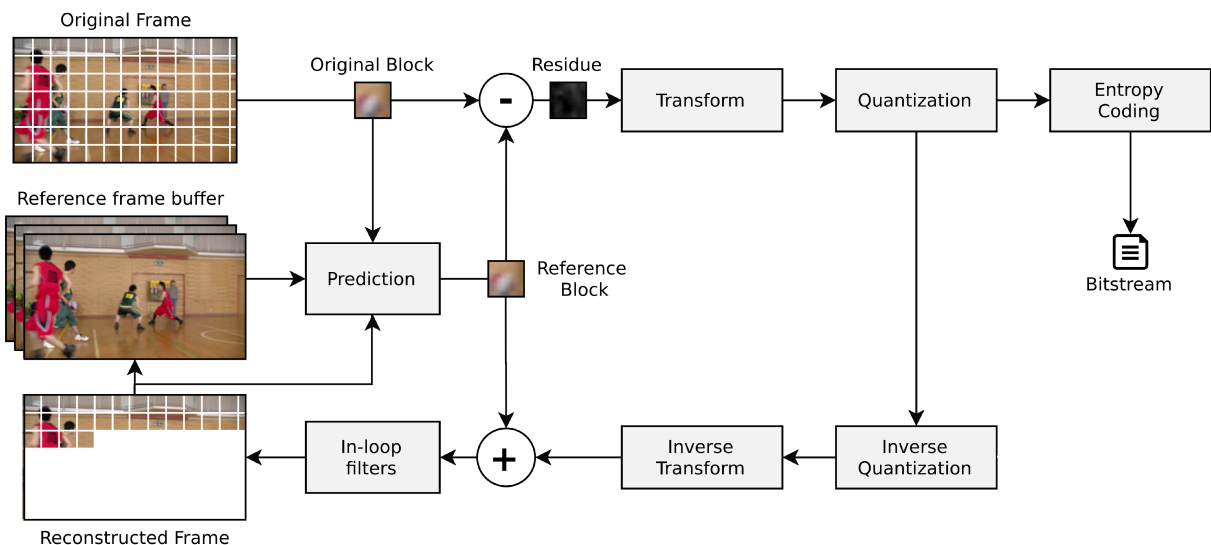 Original Frame
Original Block
Residue
-
Transform
Quantization
Entropy
Coding
Reference frame buffer
Prediction
Reference
Block
Bitstream
In-loop
filters
+
Inverse
Transform
Inverse
Quantization
Reconstructed Frame